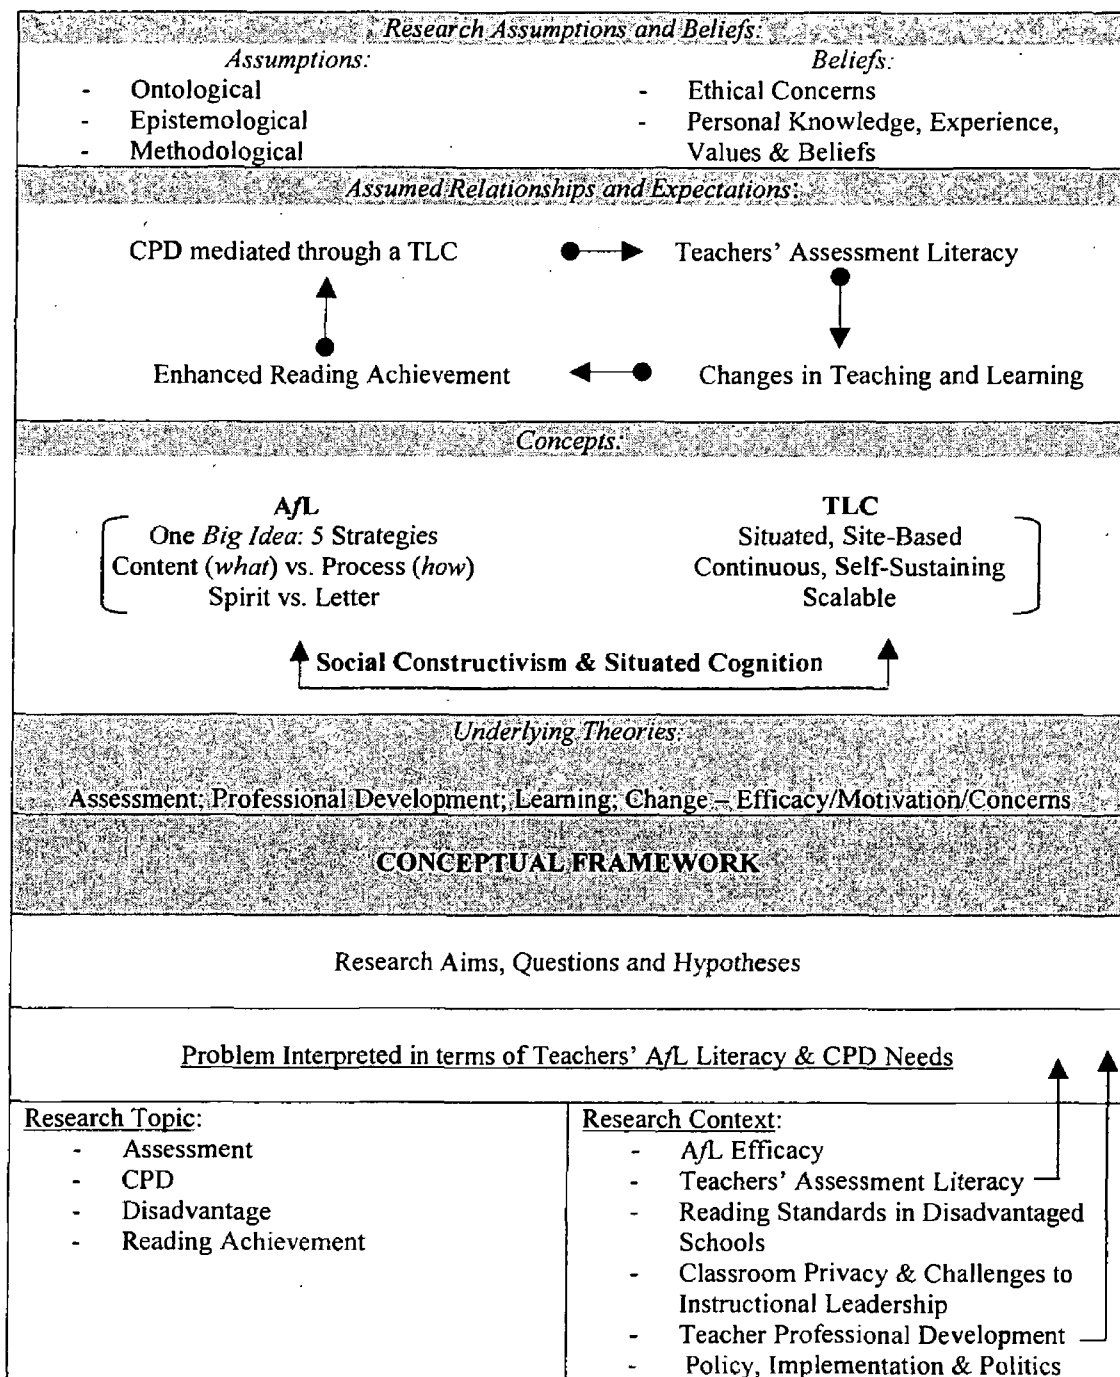 Research Assumptions and Beliefs:
Assumptions:
- Ontological
- Epistemological
- Methodological
Beliefs:
- Ethical Concerns
- Personal Knowledge, Experience,
Values & Beliefs
Assumed Relationships and Expectations:
CPD mediated through a TLC
Teachers' Assessment Literacy
Enhanced Reading Achievement
Changes in Teaching and Learning
Concepts:
AfL
One Big Idea: 5 Strategies
Content (what) vs. Process (how)
Spirit vs. Letter
TLC
Situated, Site-Based
Continuous, Self-Sustaining
Scalable
Social Constructivism & Situated Cognition
Underlying Theories:
Assessment; Professional Development; Learning; Change – Efficacy/Motivation/Concerns
CONCEPTUAL FRAMEWORK
Research Aims, Questions and Hypotheses
Problem Interpreted in terms of Teachers' AfL Literacy & CPD Needs
Research Topic:
- Assessment
- CPD
- Disadvantage
- Reading Achievement
Research Context:
- AfL Efficacy
- Teachers' Assessment Literacy
- Reading Standards in Disadvantaged
Schools
- Classroom Privacy & Challenges to
Instructional Leadership
- Teacher Professional Development
- Policy, Implementation & Politics